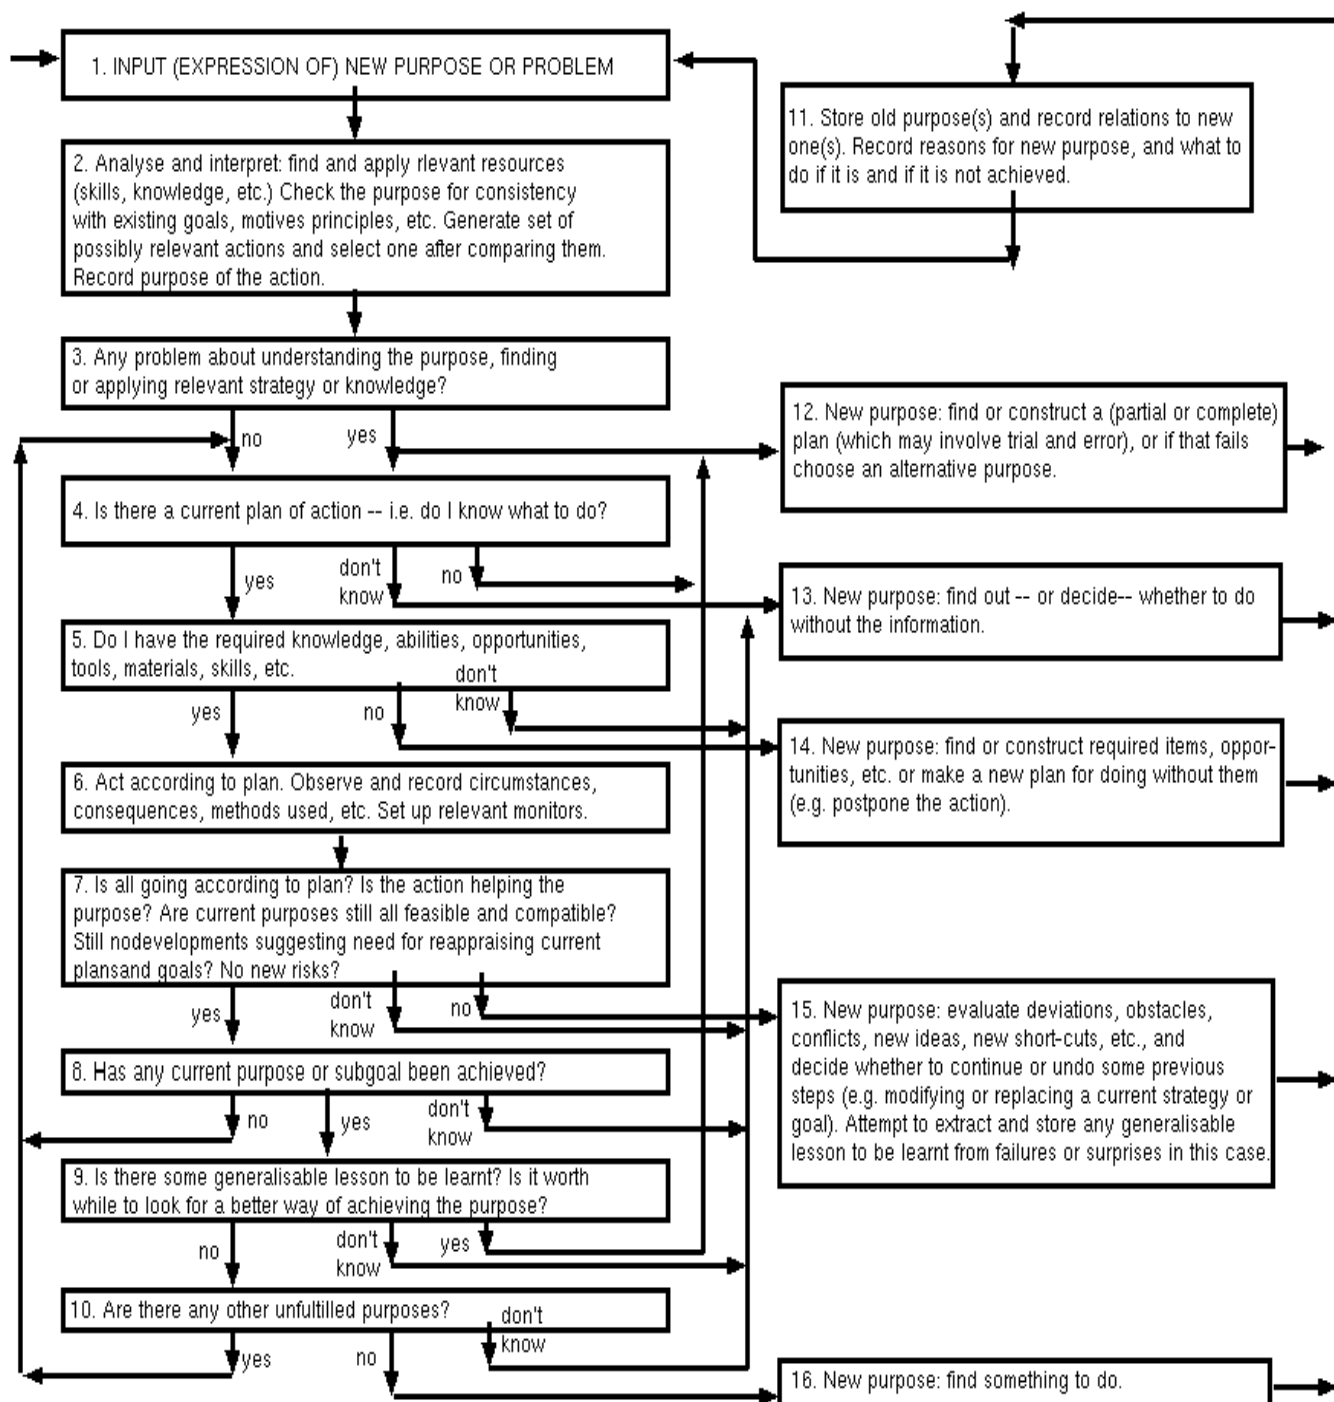 1. INPUT (EXPRESSION OF) NEW PURPOSE OR PROBLEM
2. Analyse and interpret: find and apply rlevant resources
(skills, knowledge, etc.) Check the purpose for consistency
with existing goals, motives principles, etc. Generate set of
possibly relevant actions and select one after comparing them.
Record purpose of the action.
3. Any problem about understanding the purpose, finding
or applying relevant strategy or knowledge?
no
yes
4. Is there a current plan of action -- i.e. do I know what to do?
yes
don't
know
no
5. Do I have the required knowledge, abilities, opportunities,
tools, materials, skills, etc.
yes
no
don't
know
6. Act according to plan. Observe and record circumstances,
consequences, methods used, etc. Set up relevant monitors.
7. Is all going according to plan? Is the action helping the
purpose? Are current purposes still all feasible and compatible?
Still nodevelopments suggesting need for reappraising current
plansand goals? No new risks?
yes
don't
know
no
8. Has any current purpose or subgoal been achieved?
no
yes
don't
know
9. Is there some generalisable lesson to be learnt? Is it worth
while to look for a better way of achieving the purpose?
no
don't
know
yes
10. Are there any other unfultilled purposes?
yes
no
don't
know
11. Store old purpose(s) and record relations to new
one(s). Record reasons for new purpose, and what to
do if it is and if it is not achieved.
12. New purpose: find or construct a (partial or complete)
plan (which may involve trial and error), or if that fails
choose an alternative purpose.
13. New purpose: find out -- or decide-- whether to do
without the information.
14. New purpose: find or construct required items, oppor-
tunities, etc. or make a new plan for doing without them
(e.g. postpone the action).
15. New purpose: evaluate deviations, obstacles,
conflicts, new ideas, new short-cuts, etc., and
decide whether to continue or undo some previous
steps (e.g. modifying or replacing a current strategy or
goal). Attempt to extract and store any generalisable
lesson to be learnt from failures or surprises in this case.
16. New purpose: find something to do.